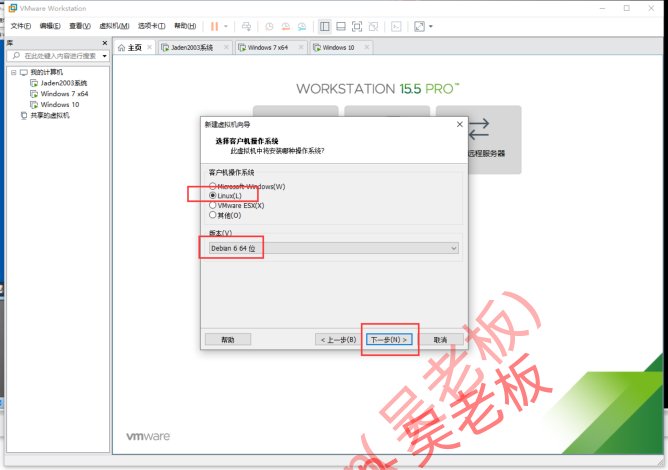 VMware Workstation
文件(F) 编辑(E) 查看(V) 虚拟机(M) 选项卡(T) 帮助(H)
库
在此处键入内容进行搜索
我的计算机
Jaden2003系统
Windows 7 x64
Windows 10
共享的虚拟机
主页 Jaden2003系统 Windows 7 x64 Windows 10
WORKSTATION 15.5 PRO™
远程服务器
新建虚拟机向导
选择客户机操作系统
此虚拟机中将安装哪种操作系统?
客户机操作系统
Microsoft Windows(W)
Linux(L)
VMware ESX(X)
其他(O)
版本(V)
Debian 6 64 位
帮助 < 上一步(B) 下一步(N) > 取消
vmware
吴老板)
吴老板